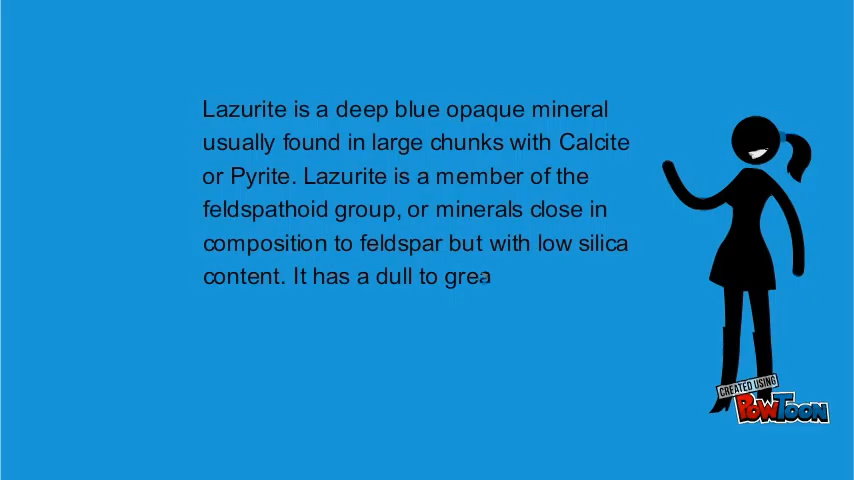 Lazurite is a deep blue opaque mineral
usually found in large chunks with Calcite
or Pyrite. Lazurite is a member of the
feldspathoid group, or minerals close in
composition to feldspar but with low silica
content. It has a dull to grea
CREATED USING
POWTOON